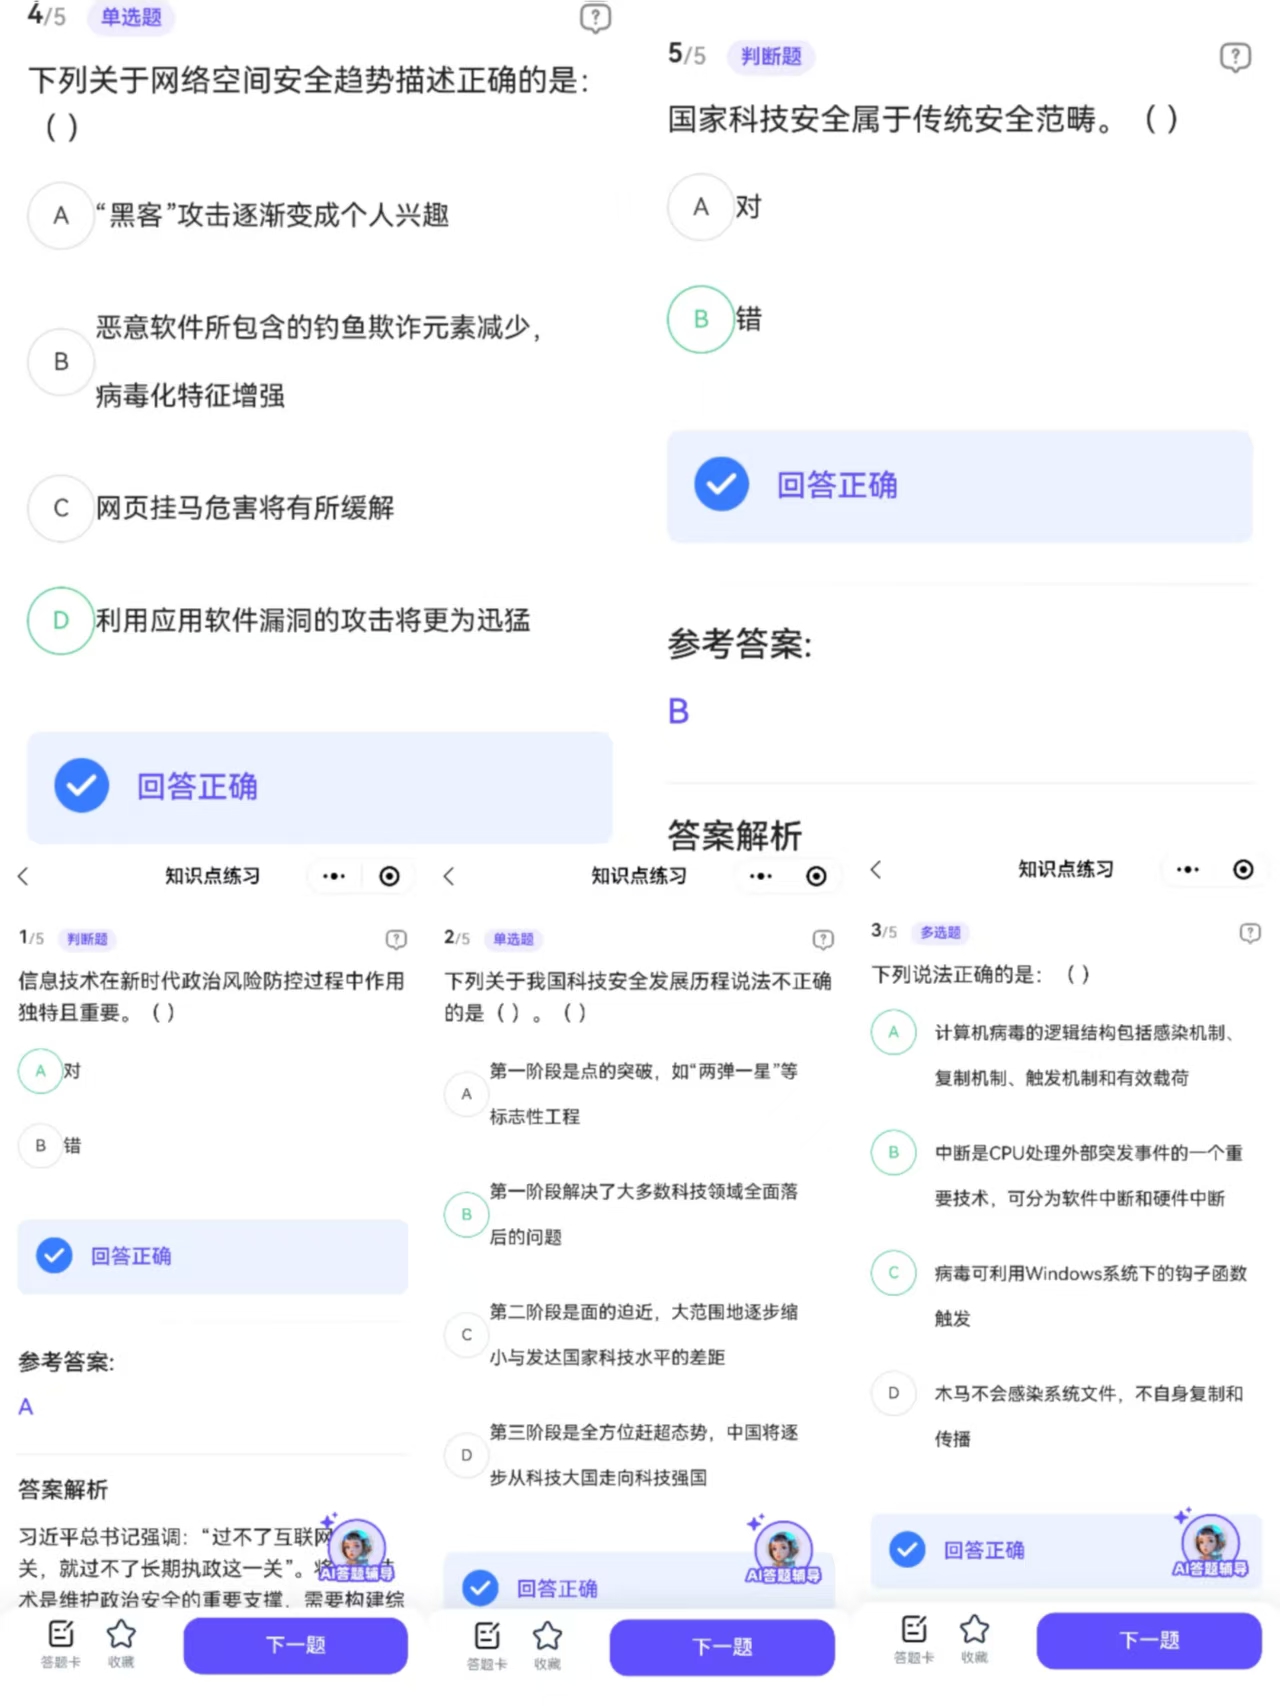 4/5 单选题
下列关于网络空间安全趋势描述正确的是：
（ ）
A “黑客”攻击逐渐变成个人兴趣
恶意软件所包含的钓鱼欺诈元素减少，
B
病毒化特征增强
C 网页挂马危害将有所缓解
D 利用应用软件漏洞的攻击将更为迅猛
回答正确
5/5 判断题
国家科技安全属于传统安全范畴。（ ）
A 对
B 错
回答正确
参考答案:
B
答案解析
知识点练习
1/5 判断题
信息技术在新时代政治风险防控过程中作用
独特且重要。（ ）
A 对
B 错
回答正确
参考答案:
A
答案解析
习近平总书记强调：“过不了互联网
关，就过不了长期执政这一关”。将
术是维护政治安全的重要支撑，需要构建综
AI答题辅导
答题卡 收藏 下一题
知识点练习
2/5 单选题
下列关于我国科技安全发展历程说法不正确
的是（ ）。（ ）
第一阶段是点的突破，如“两弹一星”等
A
标志性工程
第一阶段解决了大多数科技领域全面落
B
后的问题
第二阶段是面的迫近，大范围地逐步缩
C
小与发达国家科技水平的差距
第三阶段是全方位赶超态势，中国将逐
D
步从科技大国走向科技强国
回答正确
AI答题辅导
答题卡 收藏 下一题
知识点练习
3/5 多选题
下列说法正确的是：（ ）
A 计算机病毒的逻辑结构包括感染机制、
复制机制、触发机制和有效载荷
B 中断是CPU处理外部突发事件的一个重
要技术，可分为软件中断和硬件中断
C 病毒可利用Windows系统下的钩子函数
触发
D 木马不会感染系统文件，不自身复制和
传播
回答正确
AI答题辅导
答题卡 收藏 下一题